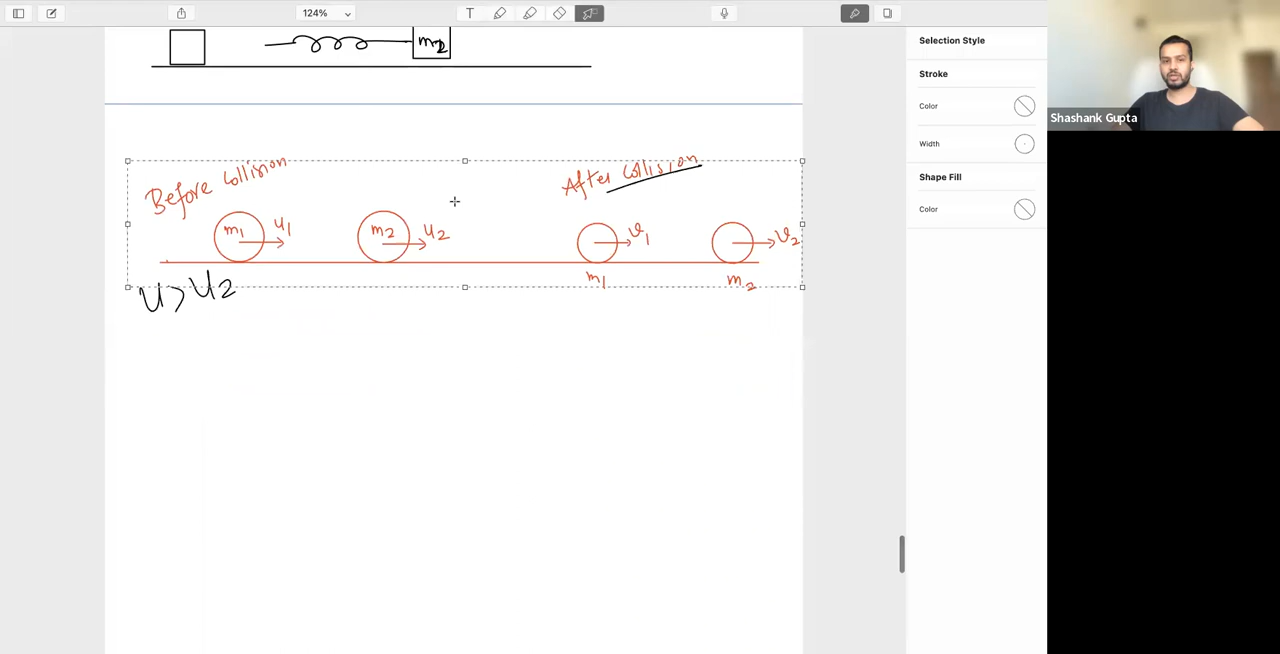 124%
T
Selection Style
Stroke
Color
Width
Shape Fill
Color
Shashank Gupta
m2
Before Collision
After Collision
m1 u1 m2 u2
v1 v2
m1 m2
U > U2